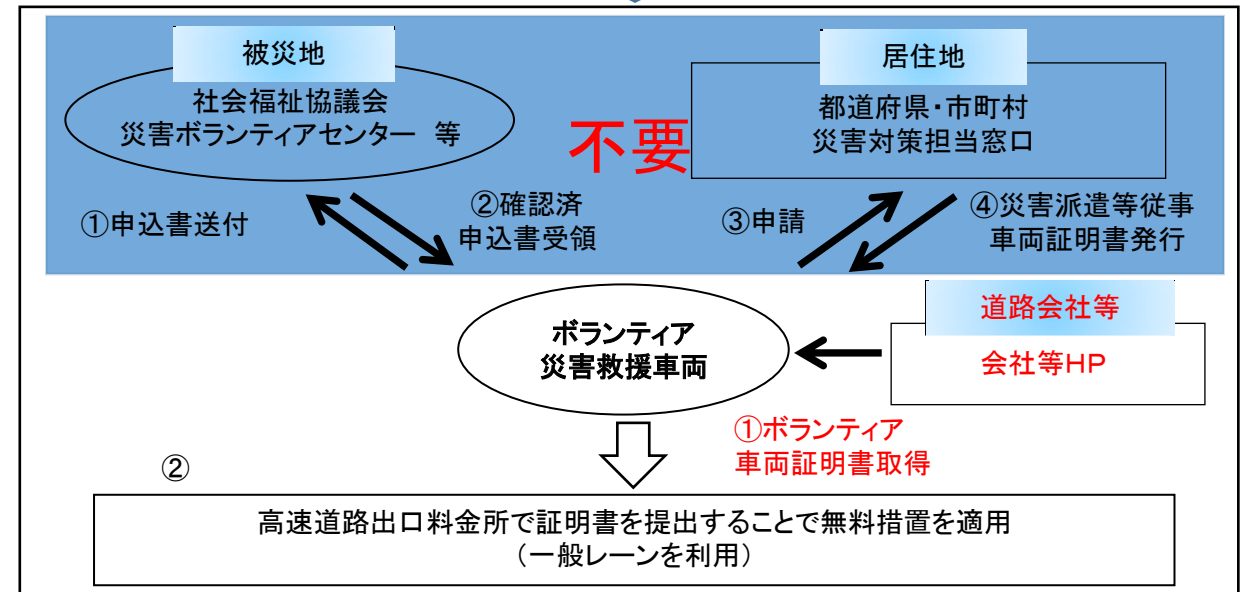 被災地
社会福祉協議会
災害ボランティアセンター 等
不要
居住地
都道府県・市町村
災害対策担当窓口
①申込書送付
②確認済
申込書受領
③申請
④災害派遣等従事
車両証明書発行
ボランティア
災害救援車両
道路会社等
会社等HP
①ボランティア
車両証明書取得
②
高速道路出口料金所で証明書を提出することで無料措置を適用
（一般レーンを利用）